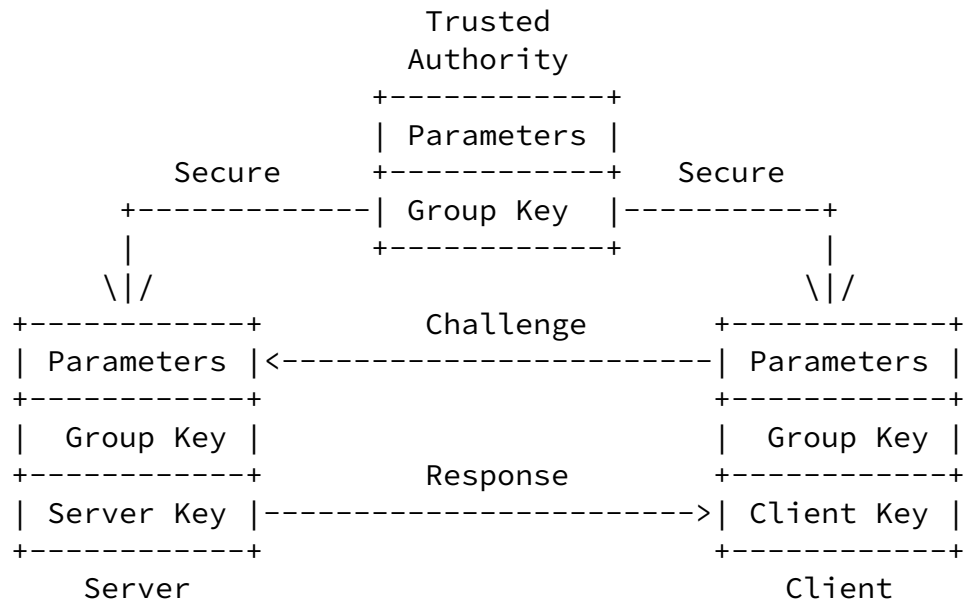 Trusted
Authority
+------------+
| Parameters |
Secure +------------+ Secure
+-------------| Group Key |-----------+
| +------------+ |
\|/ \|/
+------------+ Challenge +------------+
| Parameters |<------------------------| Parameters |
+------------+ +------------+
| Group Key | | Group Key |
+------------+ Response +------------+
| Server Key |------------------------>| Client Key |
+------------+ +------------+
Server Client